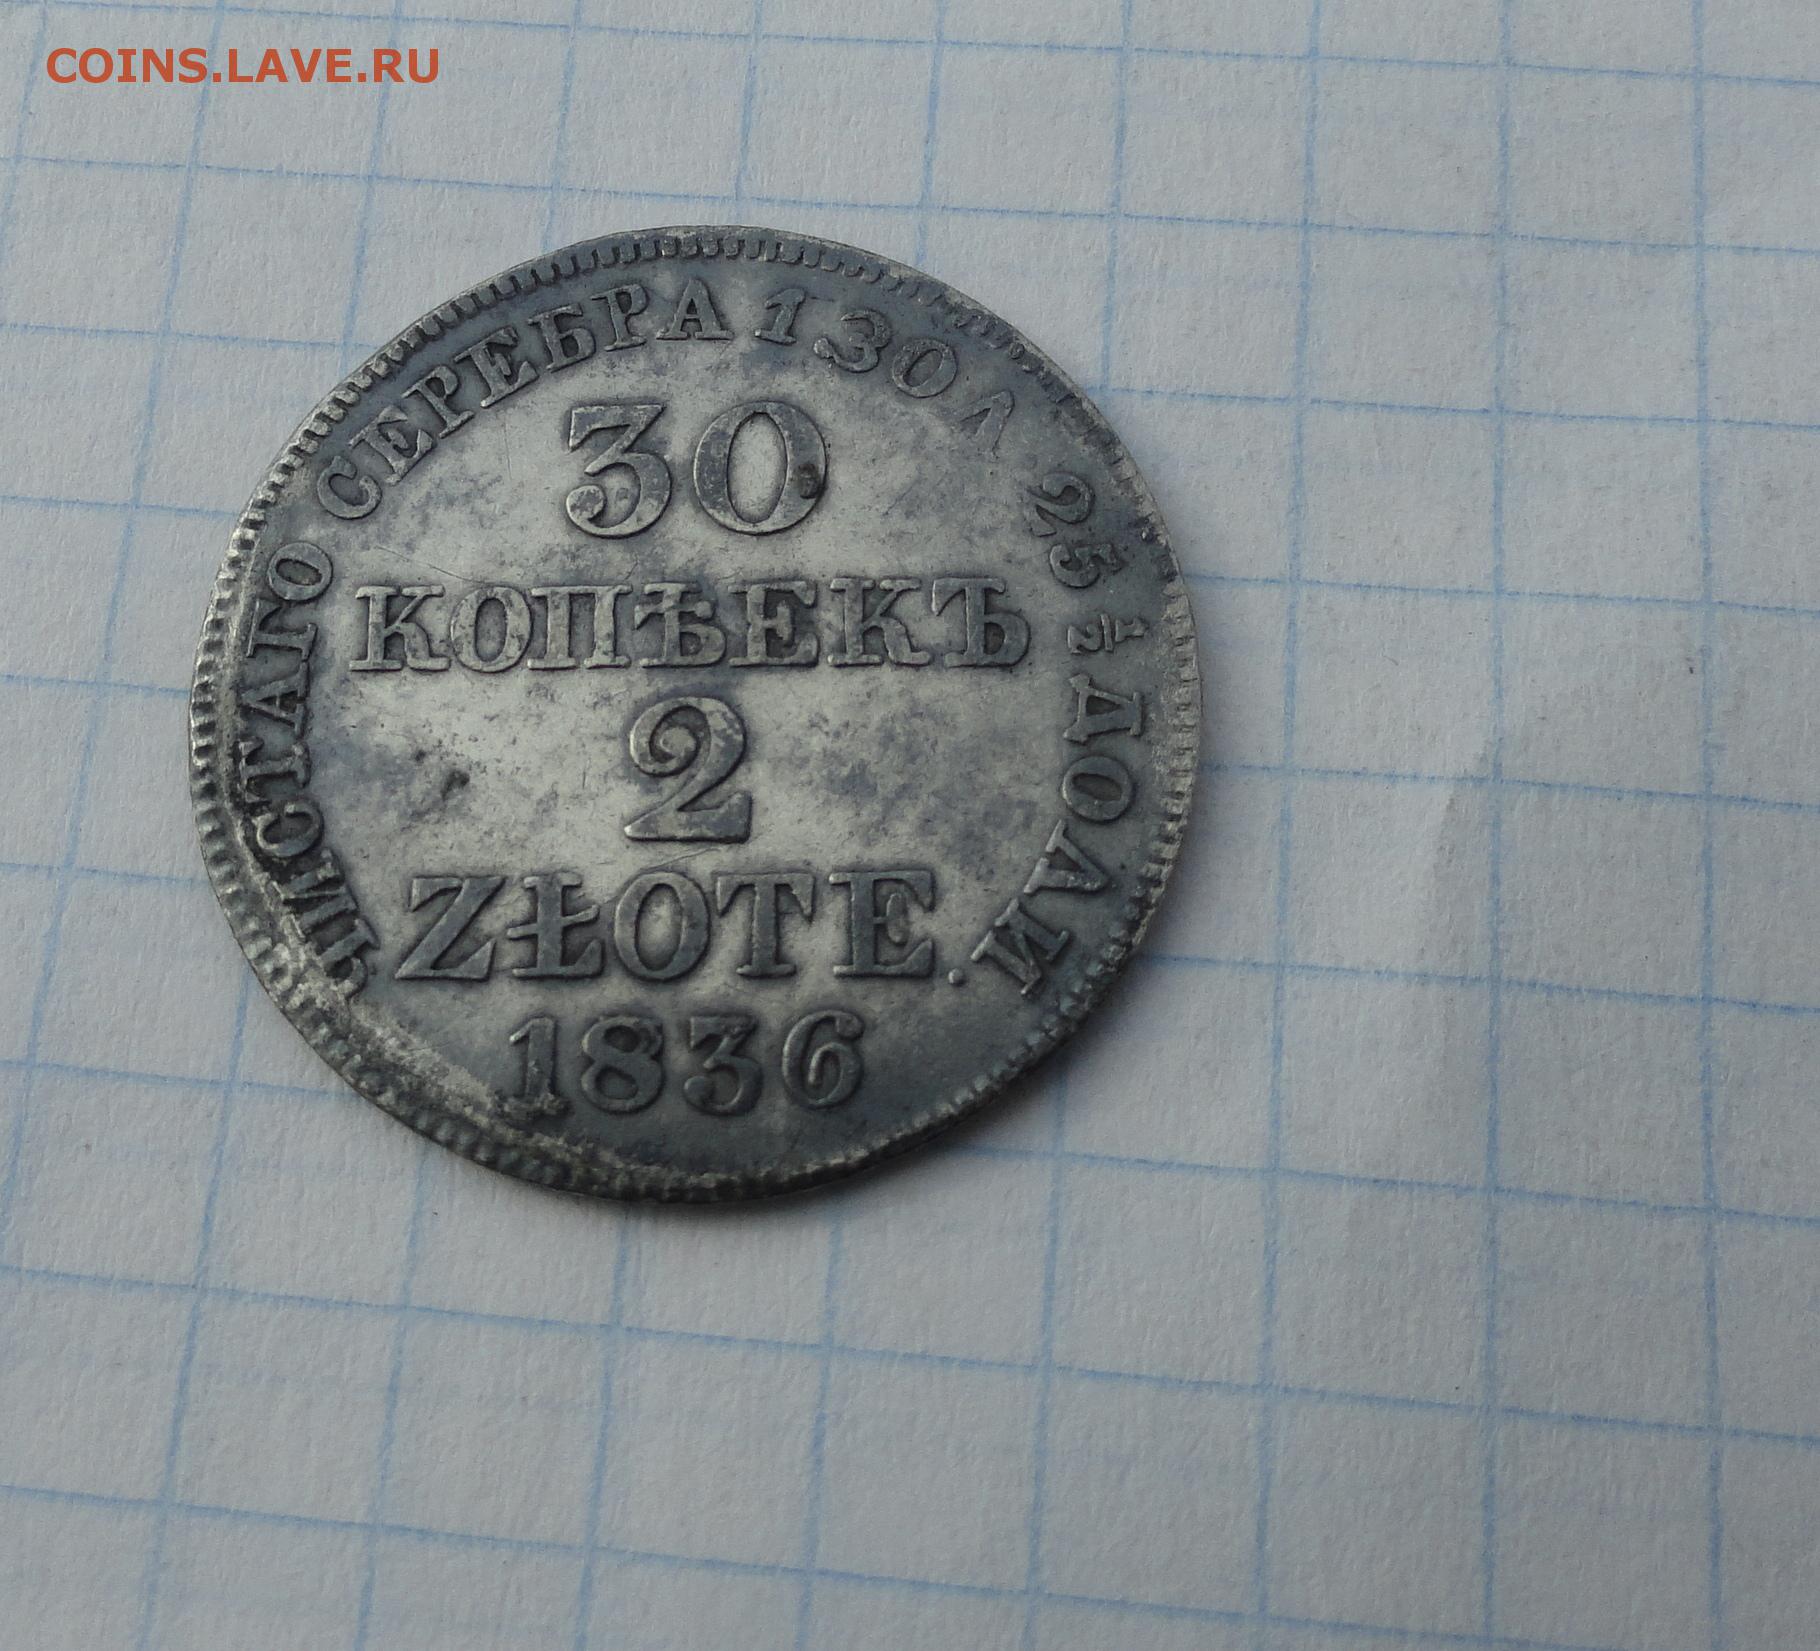 COINS.LAVE.RU
ЧИСТАГО СЕРЕБРА 1 ЗОЛ 25 ½ ДОЛИ.
30
КОПѢЕКЪ
2
ZŁOTE
1836